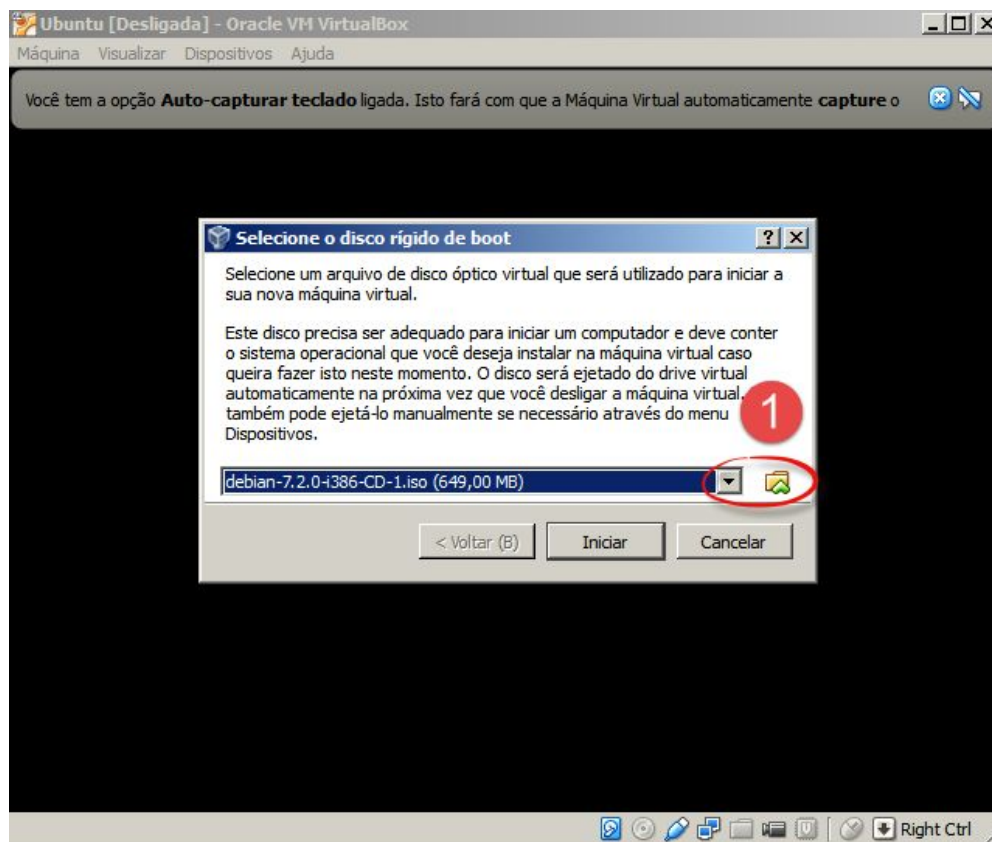 Ubuntu [Desligada] - Oracle VM VirtualBox
Máquina Visualizar Dispositivos Ajuda
Você tem a opção Auto-capturar teclado ligada. Isto fará com que a Máquina Virtual automaticamente capture o
Selecione o disco rígido de boot
Selecione um arquivo de disco óptico virtual que será utilizado para iniciar a
sua nova máquina virtual.
Este disco precisa ser adequado para iniciar um computador e deve conter
o sistema operacional que você deseja instalar na máquina virtual caso
queira fazer isto neste momento. O disco será ejetado do drive virtual
automaticamente na próxima vez que você desligar a máquina virtual,
também pode ejetá-lo manualmente se necessário através do menu
Dispositivos.
1
debian-7.2.0-i386-CD-1.iso (649,00 MB)
< Voltar (B) Iniciar Cancelar
Right Ctrl